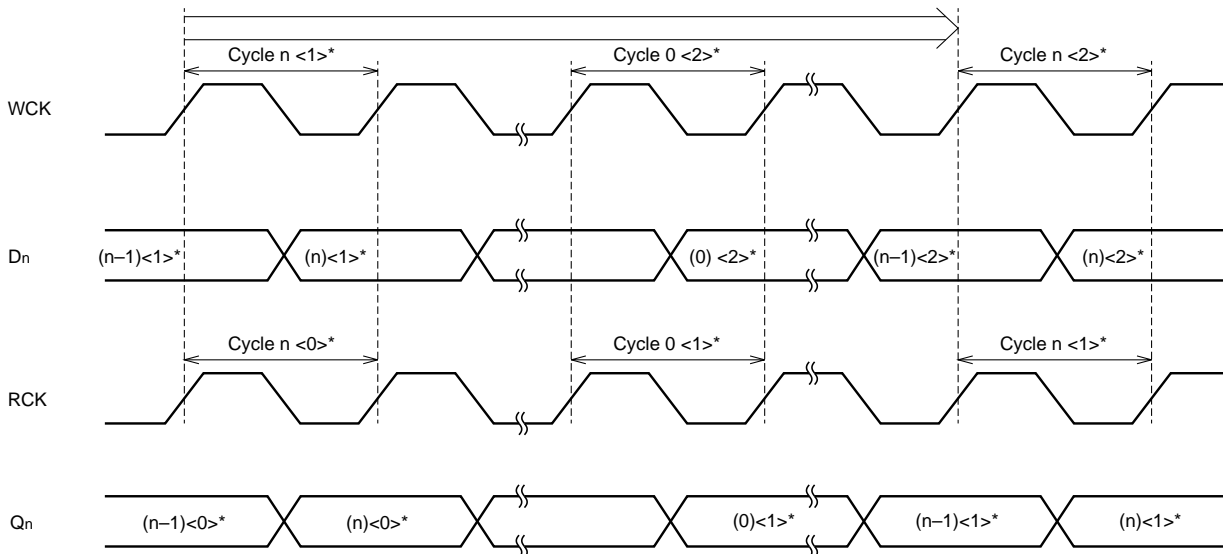 Cycle n <1>* Cycle 0 <2>* Cycle n <2>*
WCK
Dn (n–1)<1>* (n)<1>* (0) <2>* (n–1)<2>* (n)<2>*
Cycle n <0>* Cycle 0 <1>* Cycle n <1>*
RCK
Qn (n–1)<0>* (n)<0>* (0)<1>* (n–1)<1>* (n)<1>*